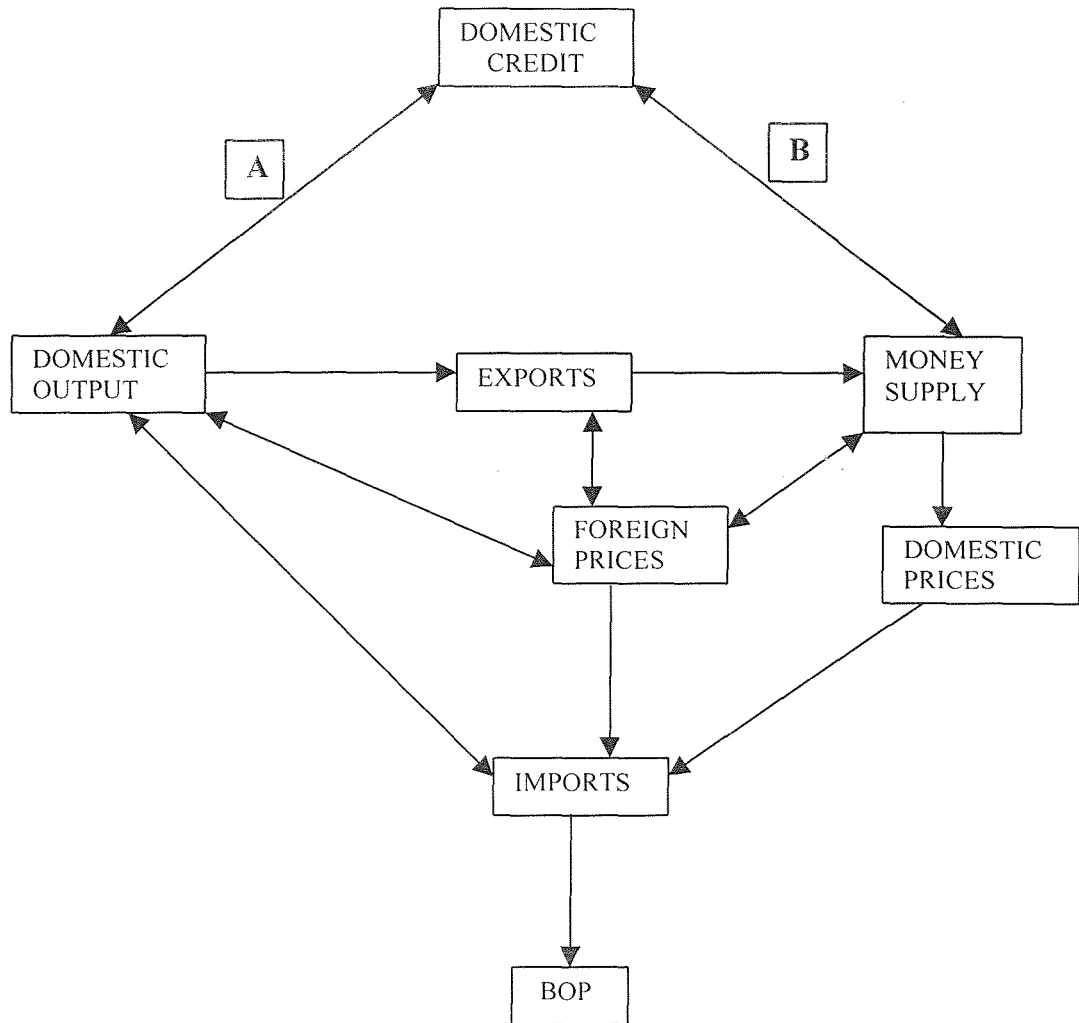 DOMESTIC
CREDIT
A
B
DOMESTIC
OUTPUT
EXPORTS
MONEY
SUPPLY
FOREIGN
PRICES
DOMESTIC
PRICES
IMPORTS
BOP